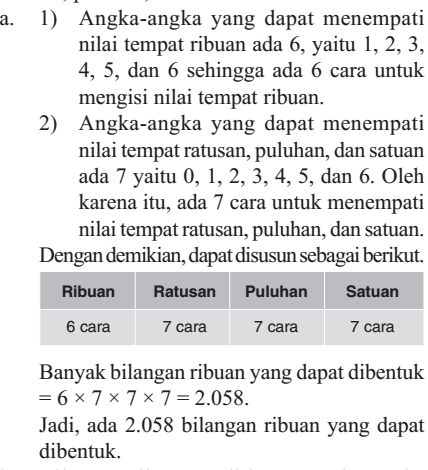 a. 1) Angka-angka yang dapat menempati
nilai tempat ribuan ada 6, yaitu 1, 2, 3,
4, 5, dan 6 sehingga ada 6 cara untuk
mengisi nilai tempat ribuan.
2) Angka-angka yang dapat menempati
nilai tempat ratusan, puluhan, dan satuan
ada 7 yaitu 0, 1, 2, 3, 4, 5, dan 6. Oleh
karena itu, ada 7 cara untuk menempati
nilai tempat ratusan, puluhan, dan satuan.
Dengan demikian, dapat disusun sebagai berikut.
Ribuan Ratusan Puluhan Satuan
6 cara 7 cara 7 cara 7 cara
Banyak bilangan ribuan yang dapat dibentuk
= 6 × 7 × 7 × 7 = 2.058.
Jadi, ada 2.058 bilangan ribuan yang dapat
dibentuk.